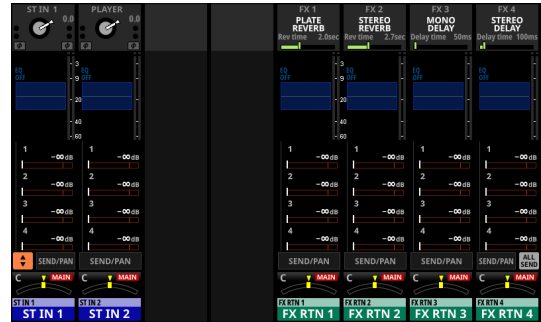 ST IN 1 PLAYER FX 1 FX 2 FX 3 FX 4
0.0 0.0 PLATE REVERB STEREO REVERB MONO DELAY STEREO DELAY
Rev time 2.0sec Rev time 2.7sec Delay time 50ms Delay time 100ms
Φ Φ Φ Φ
EQ OFF EQ OFF EQ OFF EQ OFF EQ OFF EQ OFF
3 3
9 9
20 20
40 40
60 60
1 1 1 1 1 1
-∞dB -∞dB -∞dB -∞dB -∞dB -∞dB
2 2 2 2 2 2
-∞dB -∞dB -∞dB -∞dB -∞dB -∞dB
3 3 3 3 3 3
-∞dB -∞dB -∞dB -∞dB -∞dB -∞dB
4 4 4 4 4 4
-∞dB -∞dB -∞dB -∞dB -∞dB -∞dB
SEND/PAN SEND/PAN SEND/PAN SEND/PAN SEND/PAN SEND/PAN ALL SEND
C MAIN C MAIN C MAIN C MAIN C MAIN C MAIN
ST IN 1 ST IN 2 FX RTN 1 FX RTN 2 FX RTN 3 FX RTN 4
ST IN 1 ST IN 2 FX RTN 1 FX RTN 2 FX RTN 3 FX RTN 4